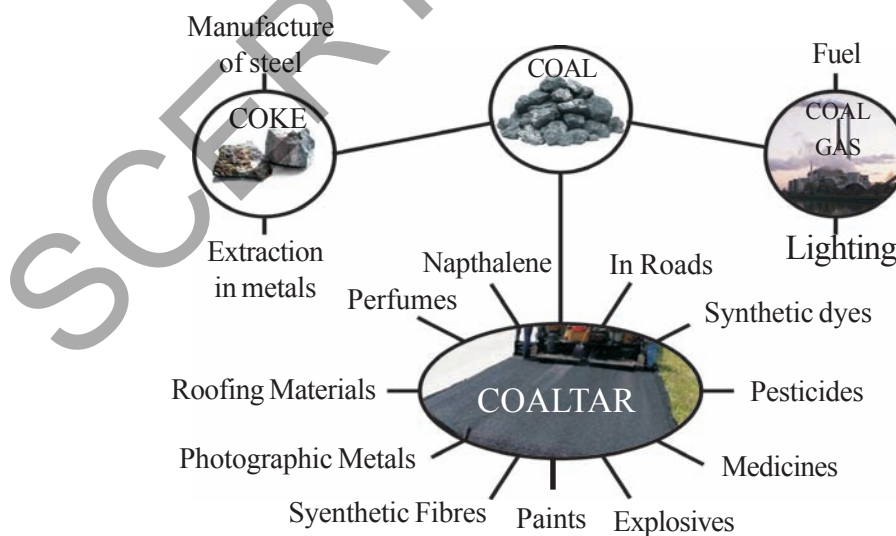 Manufacture
of steel
COKE
Extraction
in metals
COAL
Fuel
COAL
GAS
Lighting
Napthalene
In Roads
Perfumes
Synthetic dyes
Roofing Materials
COALTAR
Pesticides
Photographic Metals
Medicines
Syenthetic Fibres
Paints
Explosives
SCERT